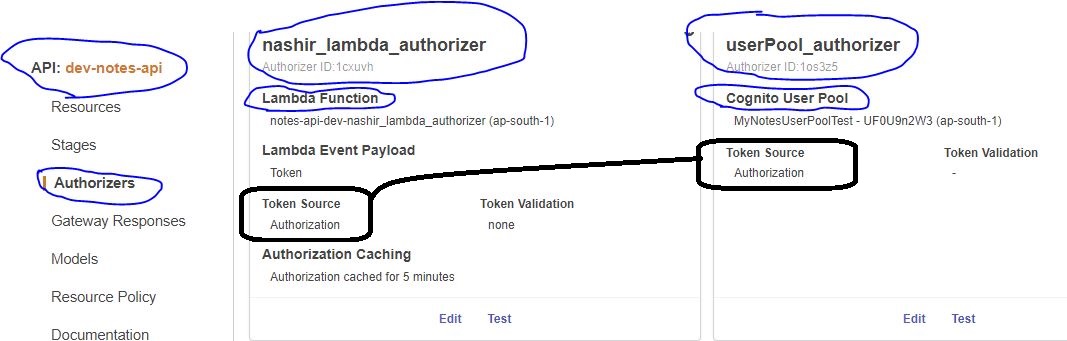 API: dev-notes-api
Resources
Stages
Authorizers
Gateway Responses
Models
Resource Policy
Documentation
nashir_lambda_authorizer
Authorizer ID:1cxuvh
Lambda Function
notes-api-dev-nashir_lambda_authorizer (ap-south-1)
Lambda Event Payload
Token
Token Source Token Validation
Authorization none
Authorization Caching
Authorization cached for 5 minutes
Edit Test
userPool_authorizer
Authorizer ID:1os3z5
Cognito User Pool
MyNotesUserPoolTest - UF0U9n2W3 (ap-south-1)
Token Source Token Validation
Authorization -
Edit Test